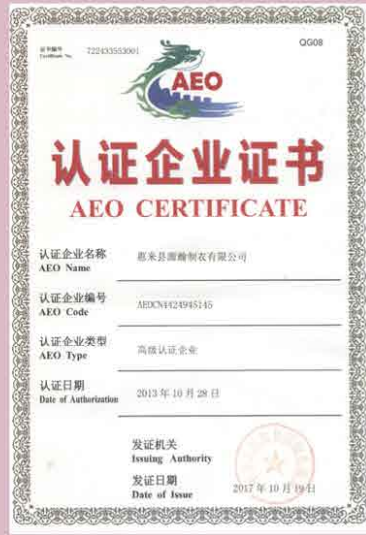 证书编号 722433553001
Certificate No.
QG08
AEO
认证企业证书
AEO CERTIFICATE
认证企业名称 惠来县源瀚制衣有限公司
AEO Name
认证企业编号 AEOCN4424945145
AEO Code
认证企业类型 高级认证企业
AEO Type
认证日期 2013年10月28日
Date of Authorization
发证机关
Issuing Authority
发证日期 2017年10月19日
Date of Issue